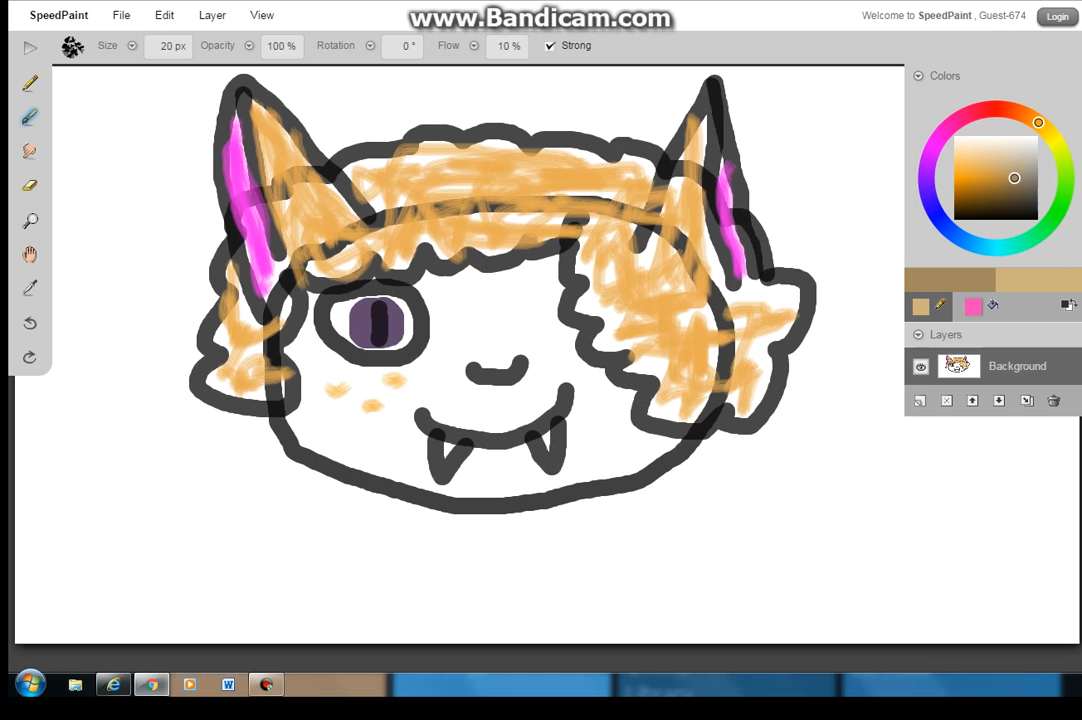 www.Bandicam.com
SpeedPaint File Edit Layer View
Welcome to SpeedPaint , Guest-674 Login
Size 20 px Opacity 100 % Rotation 0 ° Flow 10 % Strong
Colors
Layers
Background